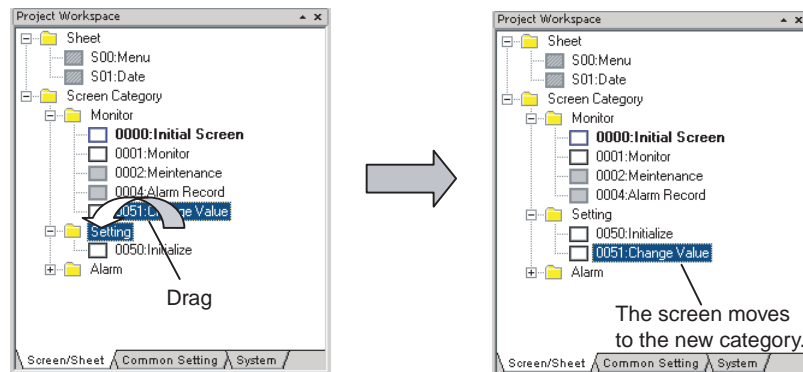 Project Workspace
Sheet
S00:Menu
S01:Date
Screen Category
Monitor
0000:Initial Screen
0001:Monitor
0002:Meintenance
0004:Alarm Record
0051:Change Value
Setting
0050:Initialize
Alarm
Drag
Screen/Sheet Common Setting System
Project Workspace
Sheet
S00:Menu
S01:Date
Screen Category
Monitor
0000:Initial Screen
0001:Monitor
0002:Meintenance
0004:Alarm Record
Setting
0050:Initialize
0051:Change Value
Alarm
The screen moves
to the new category.
Screen/Sheet Common Setting System